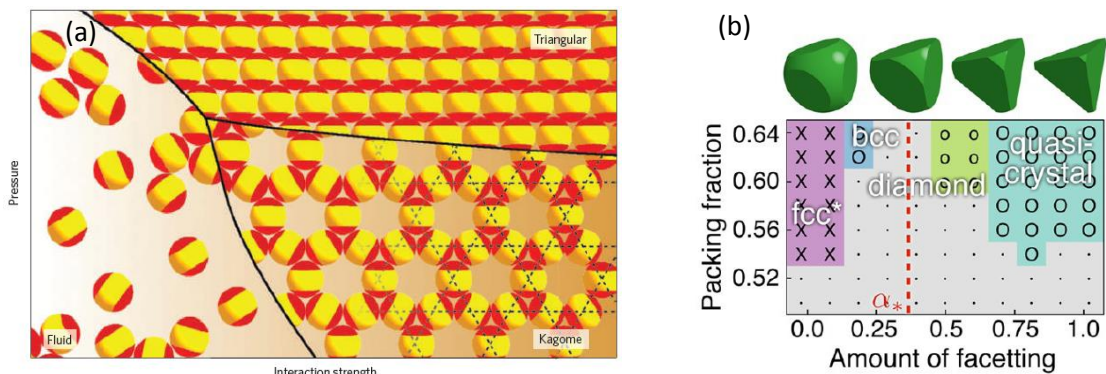 (a)
Triangular
Pressure
Fluid
Kagome
Interaction strength
(b)
Packing fraction
0.64
0.60
0.56
0.52
fcc*
bcc
diamond
quasi-
crystal
α*
0.0 0.25 0.5 0.75 1.0
Amount of facetting